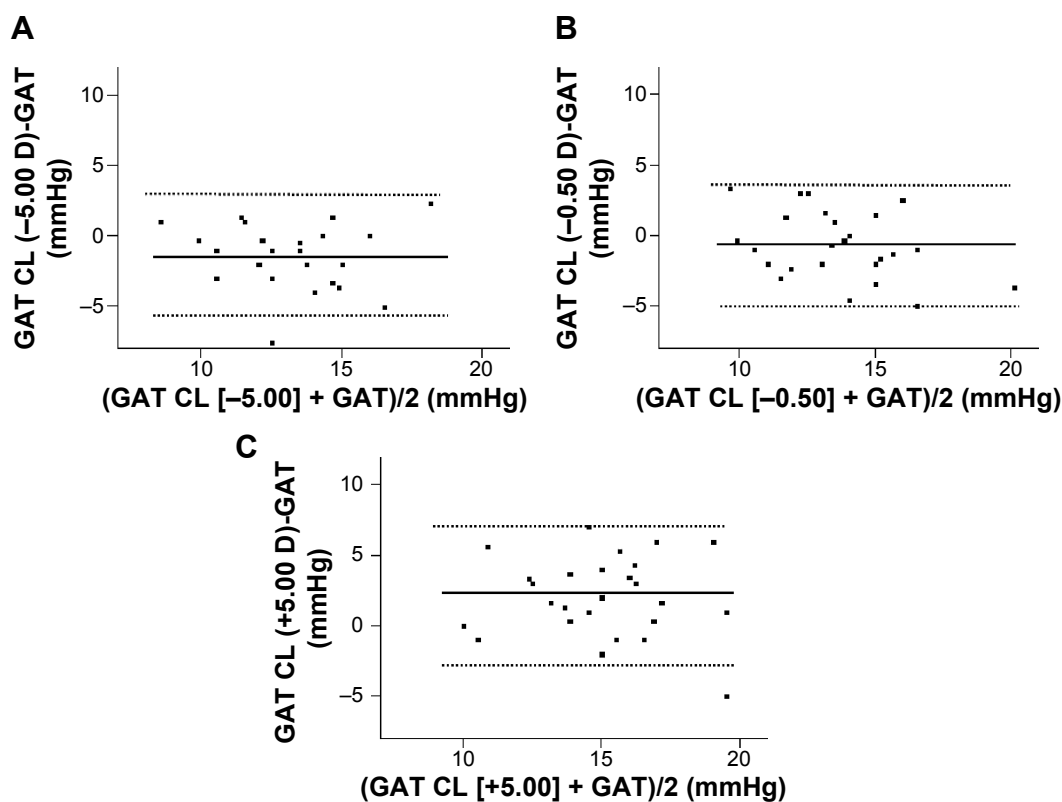 A
GAT CL (–5.00 D)-GAT
(mmHg)
10
5
0
–5
10
15
20
(GAT CL [–5.00] + GAT)/2 (mmHg)
B
GAT CL (–0.50 D)-GAT
(mmHg)
10
5
0
–5
10
15
20
(GAT CL [–0.50] + GAT)/2 (mmHg)
C
GAT CL (+5.00 D)-GAT
(mmHg)
10
5
0
–5
10
15
20
(GAT CL [+5.00] + GAT)/2 (mmHg)